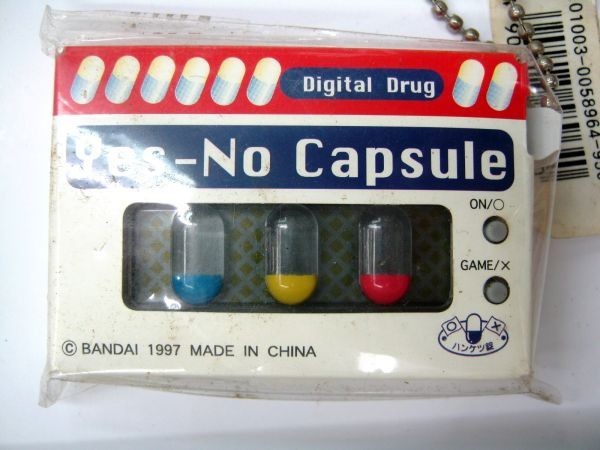 Digital Drug
Yes-No Capsule
ON/○
GAME/×
○ ×
ハンケツ錠
© BANDAI 1997 MADE IN CHINA
01003-0058964-9